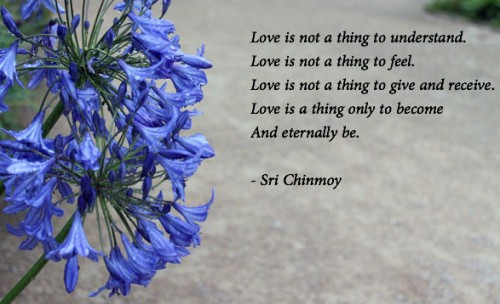 Love is not a thing to understand.
Love is not a thing to feel.
Love is not a thing to give and receive.
Love is a thing only to become
And eternally be.
- Sri Chinmoy